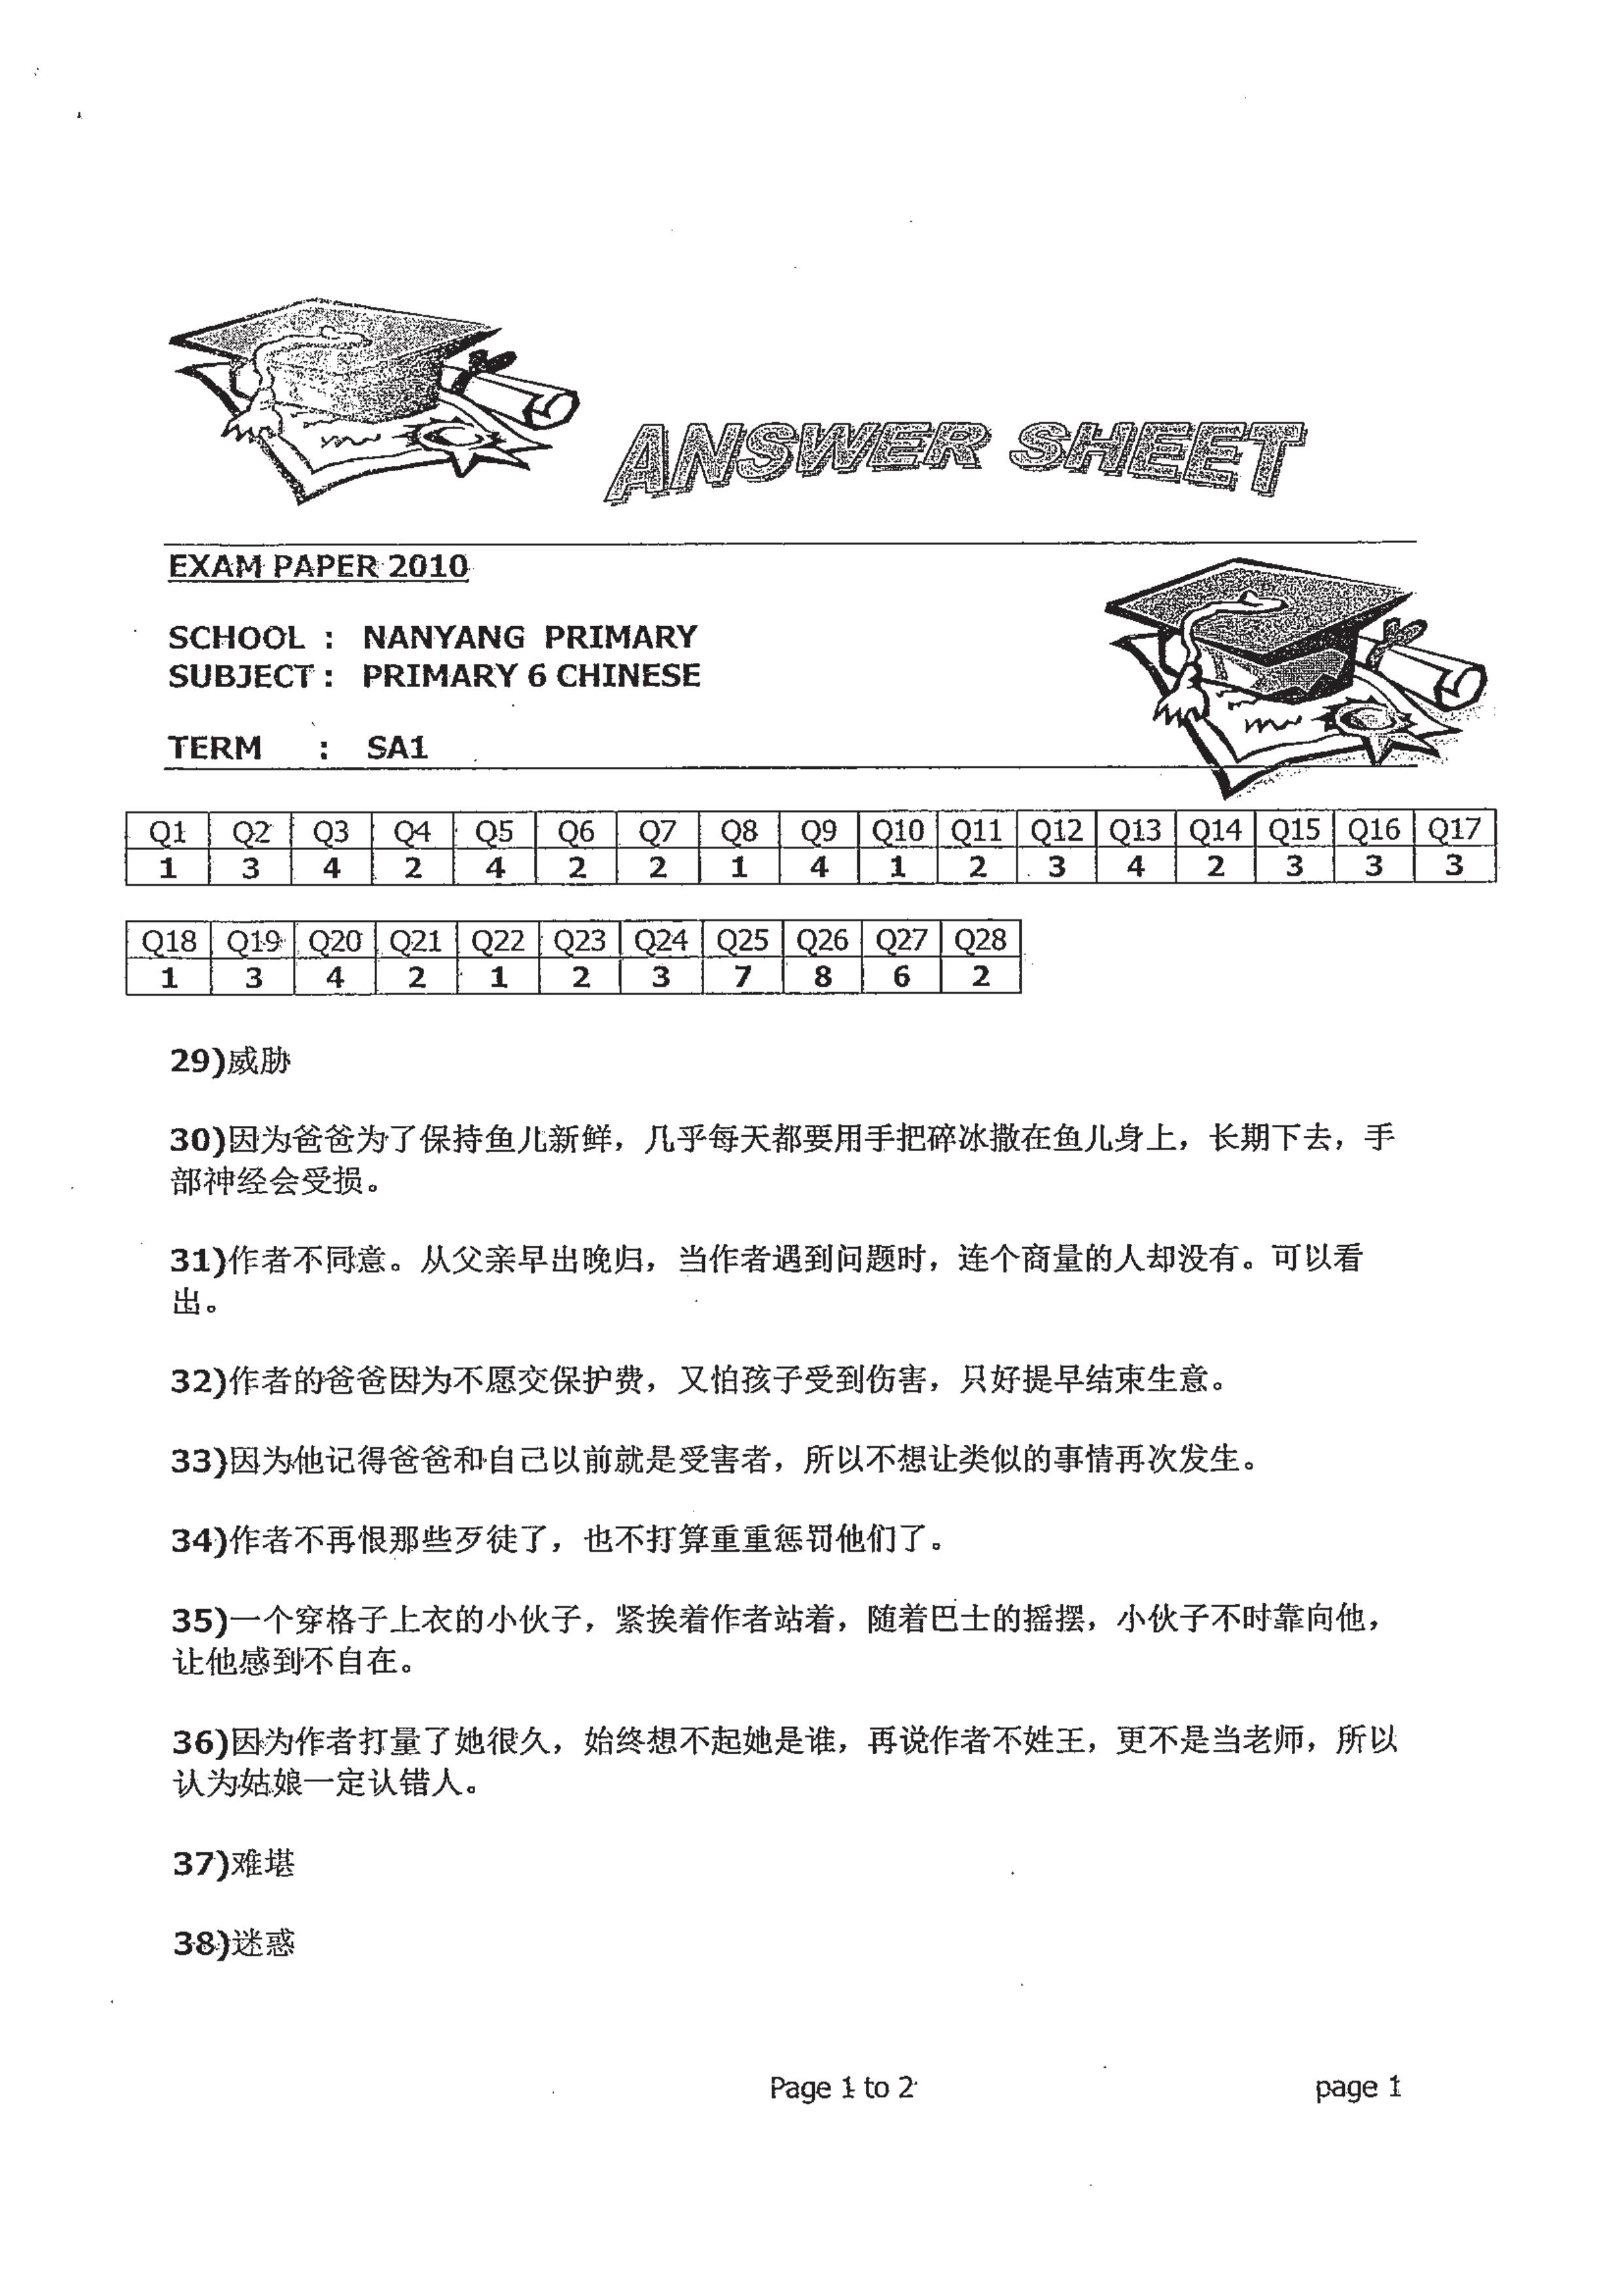 ANSWER SHEET
EXAM PAPER 2010
SCHOOL : NANYANG PRIMARY
SUBJECT : PRIMARY 6 CHINESE
TERM : SA1
Q1 Q2 Q3 Q4 Q5 Q6 Q7 Q8 Q9 Q10 Q11 Q12 Q13 Q14 Q15 Q16 Q17
1 3 4 2 4 2 2 1 4 1 2 3 4 2 3 3 3
Q18 Q19 Q20 Q21 Q22 Q23 Q24 Q25 Q26 Q27 Q28
1 3 4 2 1 2 3 7 8 6 2
29)威胁
30)因为爸爸为了保持鱼儿新鲜，几乎每天都要用手把碎冰撒在鱼儿身上，长期下去，手
部神经会受损。
31)作者不同意。从父亲早出晚归，当作者遇到问题时，连个商量的人却没有。可以看
出。
32)作者的爸爸因为不愿交保护费，又怕孩子受到伤害，只好提早结束生意。
33)因为他记得爸爸和自己以前就是受害者，所以不想让类似的事情再次发生。
34)作者不再恨那些歹徒了，也不打算重重惩罚他们了。
35)一个穿格子上衣的小伙子，紧挨着作者站着，随着巴士的摇摆，小伙子不时靠向他，
让他感到不自在。
36)因为作者打量了她很久，始终想不起她是谁，再说作者不姓王，更不是当老师，所以
认为姑娘一定认错人。
37)难堪
38)迷惑
Page 1 to 2 page 1